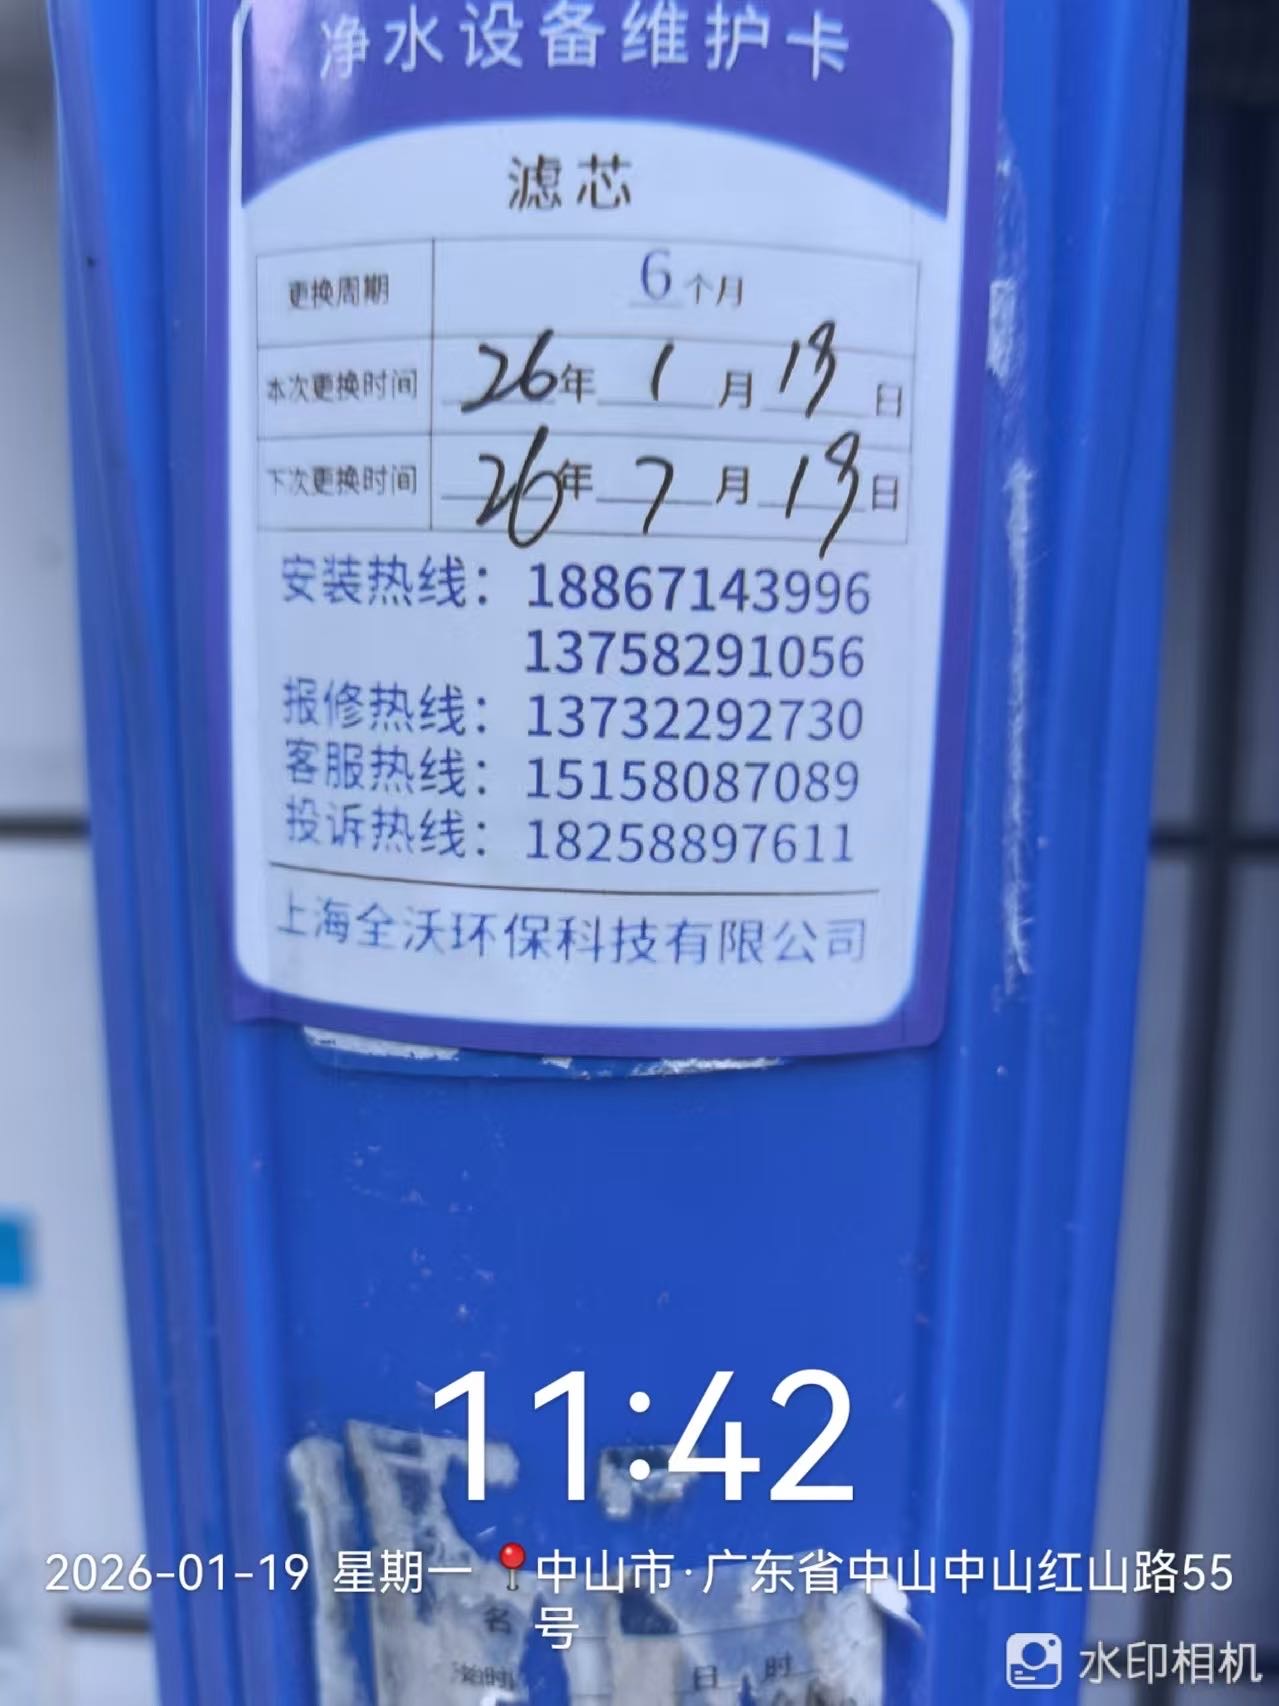 净水设备维护卡
滤芯
更换周期 6个月
本次更换时间 26年 1月 19日
下次更换时间 26年 7月 19日
安装热线：18867143996
13758291056
报修热线：13732292730
客服热线：15158087089
投诉热线：18258897611
上海全沃环保科技有限公司
11:42
2026-01-19 星期一 中山市·广东省中山中山红山路55
号
名
日 时
水印相机